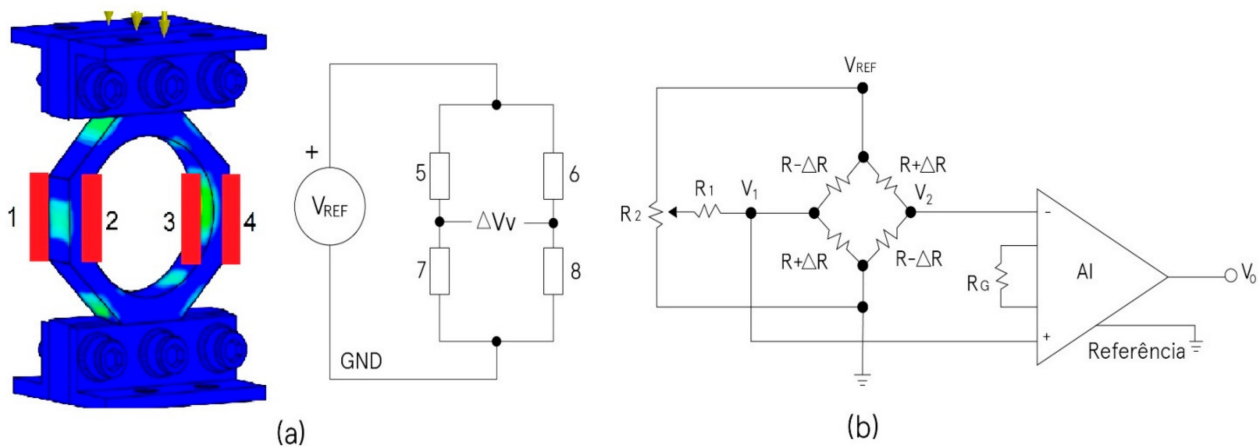 1
2
3
4
+
VREF
GND
5
6
7
8
ΔVv
(a)
VREF
R2
R1
V1
R−ΔR
R+ΔR
V2
R+ΔR
R−ΔR
−
RG
AI
+
V0
Referência
(b)